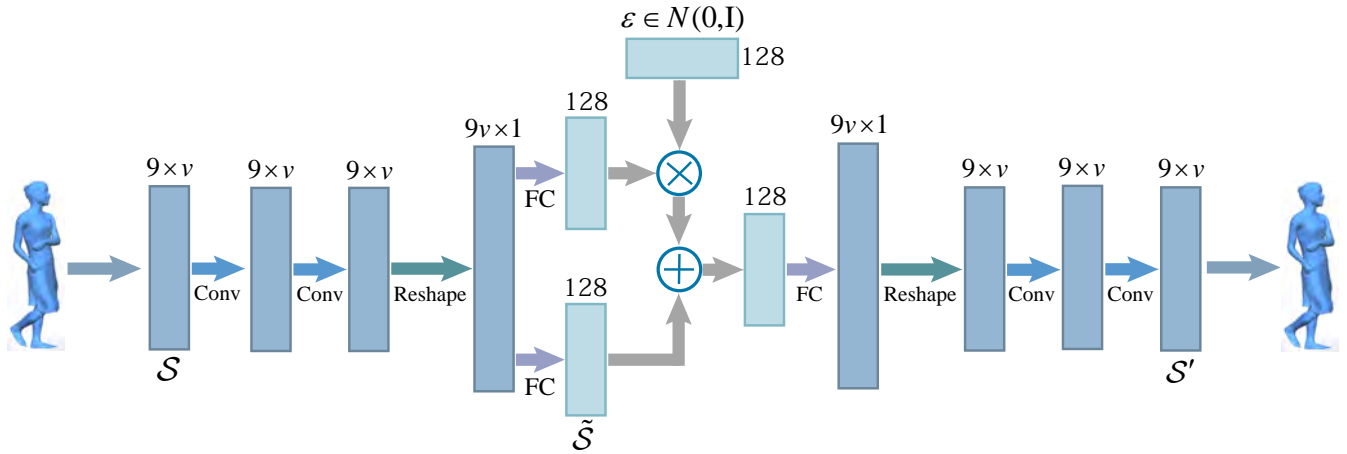 ε ∈ N(0,I)
128
128
9v×1
9v×1
9×v
9×v
9×v
FC
128
9×v
9×v
9×v
Conv
Conv
Reshape
FC
Reshape
Conv
Conv
128
S
FC
S′
S̃